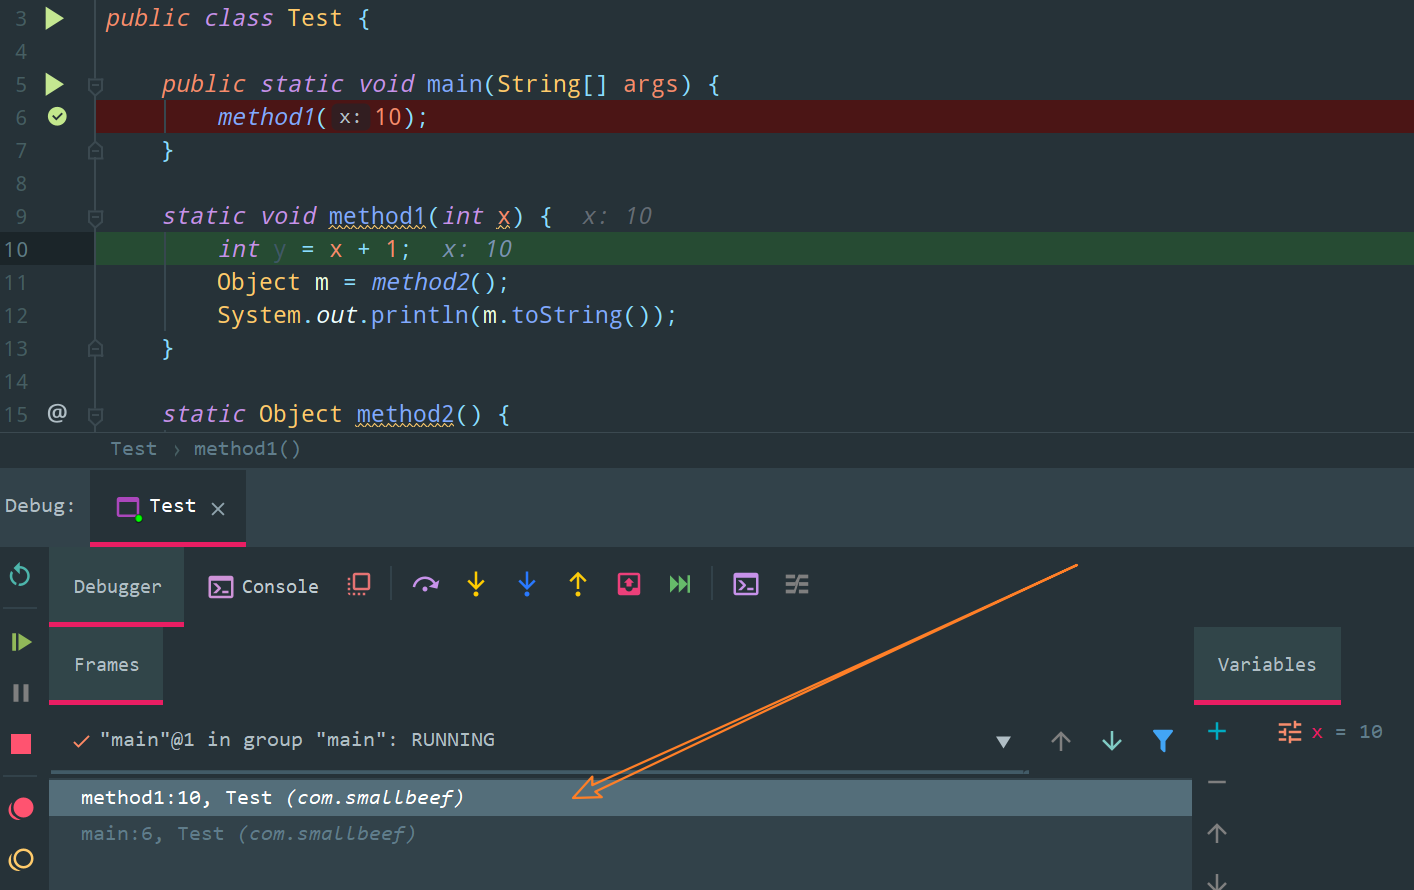 3 public class Test {
4
5 public static void main(String[] args) {
6 method1( x: 10);
7 }
8
9 static void method1(int x) { x: 10
10 int y = x + 1; x: 10
11 Object m = method2();
12 System.out.println(m.toString());
13 }
14
15 @ static Object method2() {
Test › method1()
Debug: Test ×
Debugger Console
Frames Variables
"main"@1 in group "main": RUNNING x = 10
method1:10, Test (com.smallbeef)
main:6, Test (com.smallbeef)